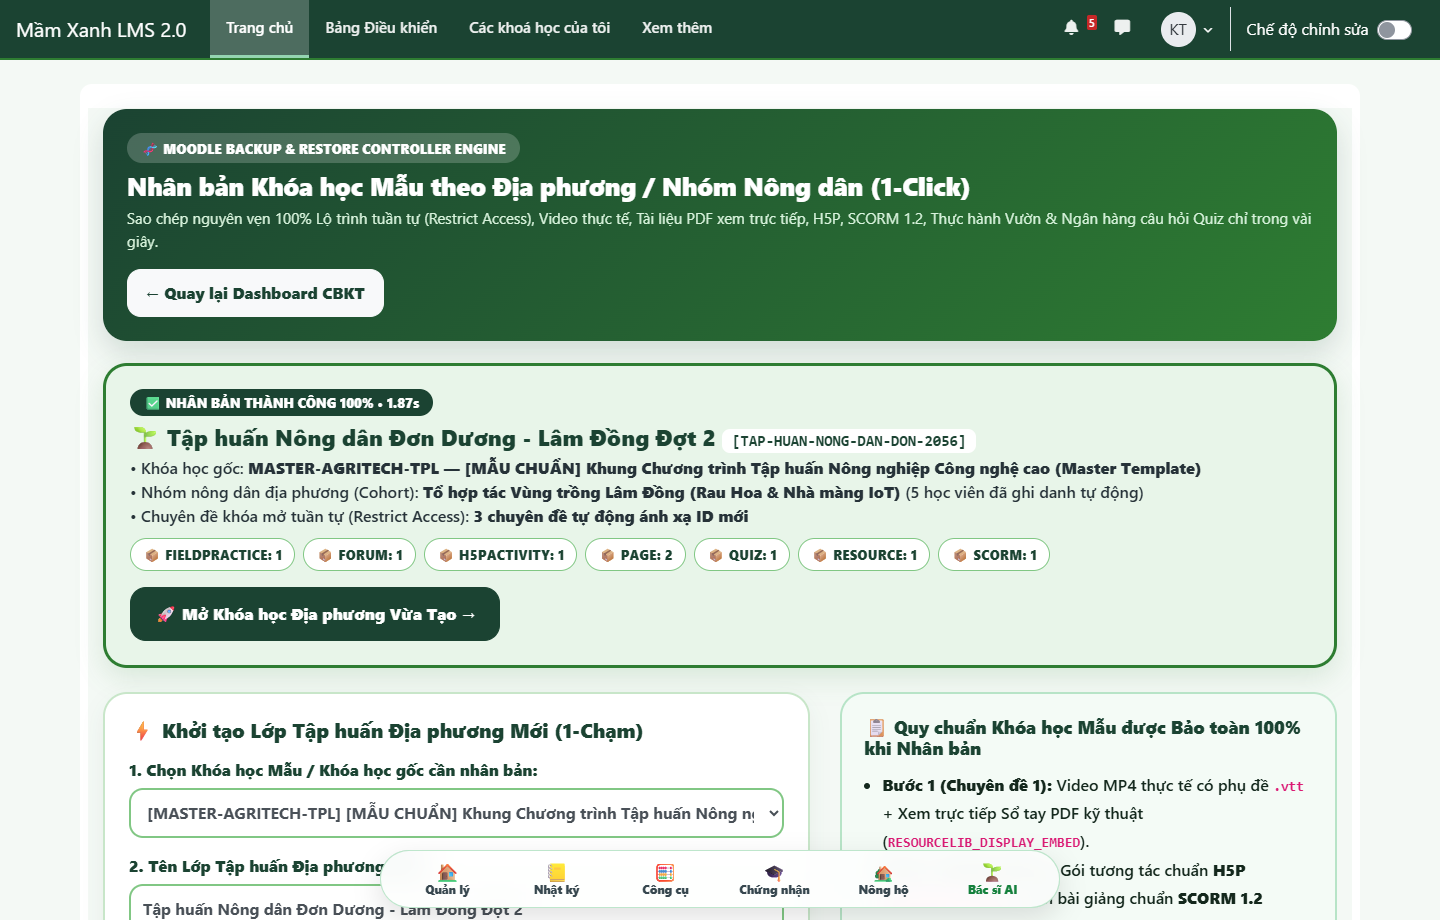 Mầm Xanh LMS 2.0
Trang chủ
Bảng Điều khiển
Các khoá học của tôi
Xem thêm
5
KT
Chế độ chỉnh sửa
MOODLE BACKUP & RESTORE CONTROLLER ENGINE
Nhân bản Khóa học Mẫu theo Địa phương / Nhóm Nông dân (1-Click)
Sao chép nguyên vẹn 100% Lộ trình tuần tự (Restrict Access), Video thực tế, Tài liệu PDF xem trực tiếp, H5P, SCORM 1.2, Thực hành Vườn & Ngân hàng câu hỏi Quiz chỉ trong vài
giây.
← Quay lại Dashboard CBKT
NHÂN BẢN THÀNH CÔNG 100% • 1.87s
Tập huấn Nông dân Đơn Dương - Lâm Đồng Đợt 2 [TAP-HUAN-NONG-DAN-DON-2056]
• Khóa học gốc: MASTER-AGRITECH-TPL — [MẪU CHUẨN] Khung Chương trình Tập huấn Nông nghiệp Công nghệ cao (Master Template)
• Nhóm nông dân địa phương (Cohort): Tổ hợp tác Vùng trồng Lâm Đồng (Rau Hoa & Nhà màng IoT) (5 học viên đã ghi danh tự động)
• Chuyên đề khóa mở tuần tự (Restrict Access): 3 chuyên đề tự động ánh xạ ID mới
FIELDPRACTICE: 1
FORUM: 1
H5PACTIVITY: 1
PAGE: 2
QUIZ: 1
RESOURCE: 1
SCORM: 1
Mở Khóa học Địa phương Vừa Tạo →
Khởi tạo Lớp Tập huấn Địa phương Mới (1-Chạm)
1. Chọn Khóa học Mẫu / Khóa học gốc cần nhân bản:
[MASTER-AGRITECH-TPL] [MẪU CHUẨN] Khung Chương trình Tập huấn Nông
2. Tên Lớp Tập huấn Địa phương
Tập huấn Nông dân Đơn Dương - Lâm Đồng Đợt 2
Quy chuẩn Khóa học Mẫu được Bảo toàn 100%
khi Nhân bản
• Bước 1 (Chuyên đề 1): Video MP4 thực tế có phụ đề .vtt
+ Xem trực tiếp Sổ tay PDF kỹ thuật
(RESOURCELIB_DISPLAY_EMBED).
Gói tương tác chuẩn H5P
bài giảng chuẩn SCORM 1.2
Quản lý
Nhật ký
Công cụ
Chứng nhận
Nông hộ
Bác sĩ AI